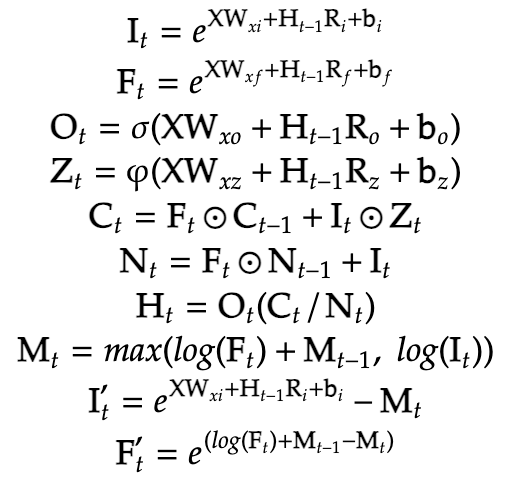 I_t = e^{XW_{xi}+H_{t−1}R_i+b_i}
F_t = e^{XW_{xf}+H_{t−1}R_f+b_f}
O_t = σ(XW_{xo} + H_{t−1}R_o + b_o)
Z_t = φ(XW_{xz} + H_{t−1}R_z + b_z)
C_t = F_t ⊙ C_{t−1} + I_t ⊙ Z_t
N_t = F_t ⊙ N_{t−1} + I_t
H_t = O_t(C_t / N_t)
M_t = max(log(F_t) + M_{t−1}, log(I_t))
I′_t = e^{XW_{xi}+H_{t−1}R_i+b_i} − M_t
F′_t = e^{(log(F_t)+M_{t−1}−M_t)}